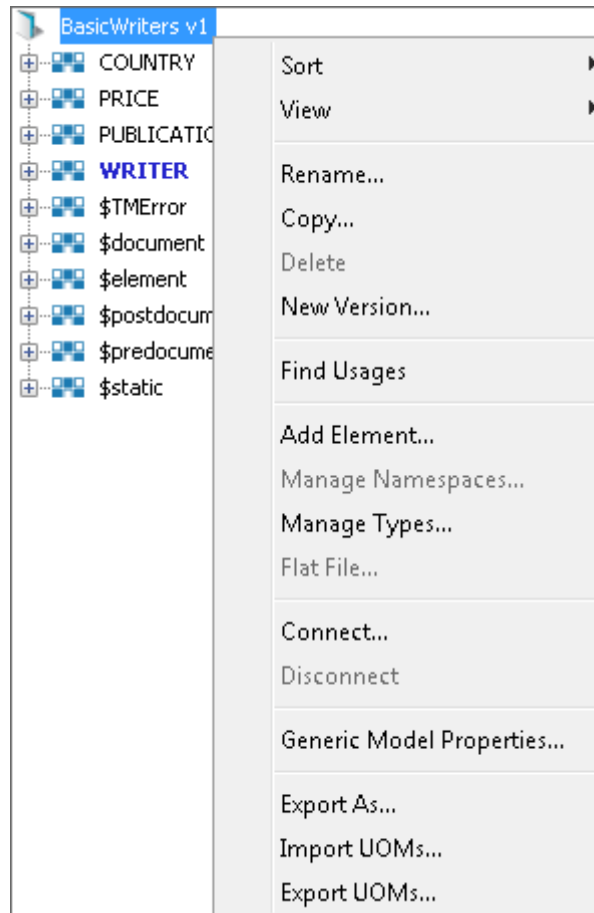 BasicWriters v1
COUNTRY
PRICE
PUBLICATIC
WRITER
$TMError
$document
$element
$postdocum
$predocume
$static
Sort
View
Rename...
Copy...
Delete
New Version...
Find Usages
Add Element...
Manage Namespaces...
Manage Types...
Flat File...
Connect...
Disconnect
Generic Model Properties...
Export As...
Import UOMs...
Export UOMs...